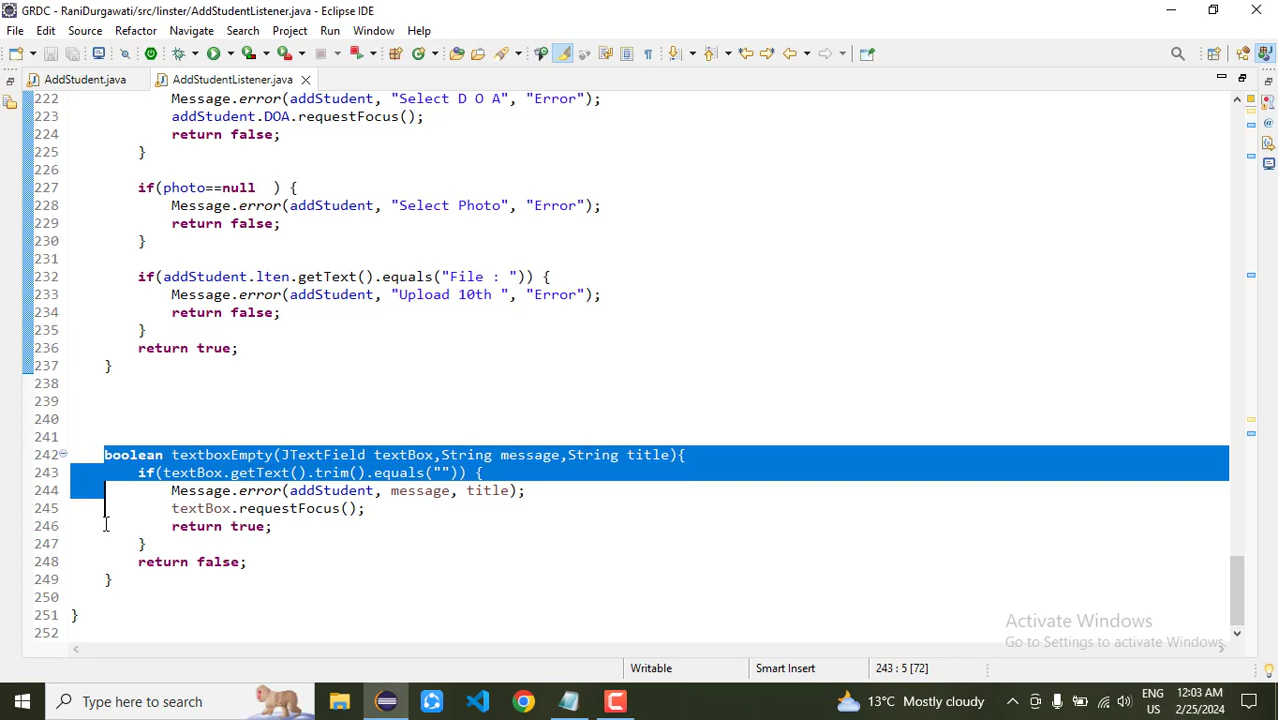 GRDC - RaniDurgawati/src/linster/AddStudentListener.java - Eclipse IDE
File Edit Source Refactor Navigate Search Project Run Window Help
AddStudent.java AddStudentListener.java
222 Message.error(addStudent, "Select D O A", "Error");
223 addStudent.DOA.requestFocus();
224 return false;
225 }
226
227 if(photo==null  ) {
228 Message.error(addStudent, "Select Photo", "Error");
229 return false;
230 }
231
232 if(addStudent.lten.getText().equals("File : ")) {
233 Message.error(addStudent, "Upload 10th ", "Error");
234 return false;
235 }
236 return true;
237 }
238
239
240
241
242 boolean textboxEmpty(JTextField textBox,String message,String title){
243 if(textBox.getText().trim().equals("")) {
244 Message.error(addStudent, message, title);
245 textBox.requestFocus();
246 return true;
247 }
248 return false;
249 }
250
251 }
252
Activate Windows
Go to Settings to activate Windows.
Writable Smart Insert 243 : 5 [72]
Type here to search
13°C Mostly cloudy
ENG
US
12:03 AM
2/25/2024